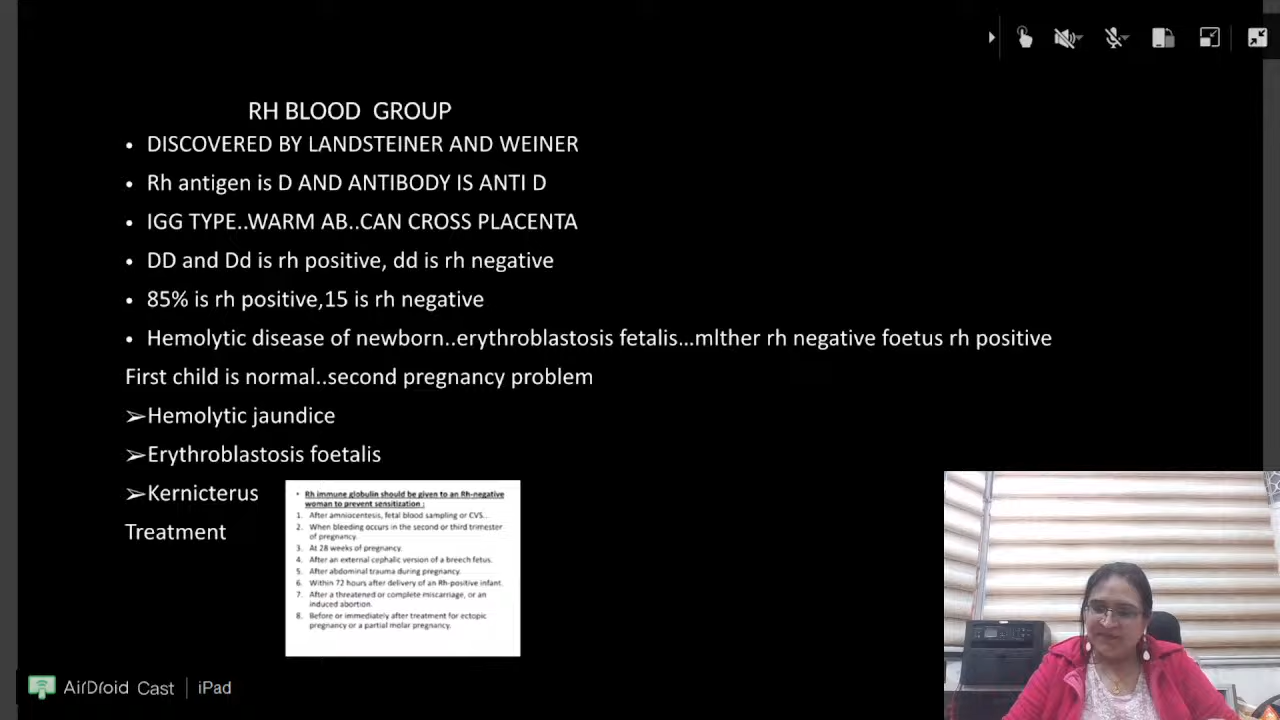 RH BLOOD GROUP
• DISCOVERED BY LANDSTEINER AND WEINER
• Rh antigen is D AND ANTIBODY IS ANTI D
• IGG TYPE..WARM AB..CAN CROSS PLACENTA
• DD and Dd is rh positive, dd is rh negative
• 85% is rh positive,15 is rh negative
• Hemolytic disease of newborn..erythroblastosis fetalis...mlther rh negative foetus rh positive
First child is normal..second pregnancy problem
➢Hemolytic jaundice
➢Erythroblastosis foetalis
➢Kernicterus
Treatment
• Rh immune globulin should be given to an Rh-negative
woman to prevent sensitization :
1. After amniocentesis, fetal blood sampling or CVS..
2. When bleeding occurs in the second or third trimester
of pregnancy.
3. At 28 weeks of pregnancy.
4. After an external cephalic version of a breech fetus.
5. After abdominal trauma during pregnancy.
6. Within 72 hours after delivery of an Rh-positive infant.
7. After a threatened or complete miscarriage, or an
induced abortion.
8. Before or immediately after treatment for ectopic
pregnancy or a partial molar pregnancy.
AirDroid Cast | iPad